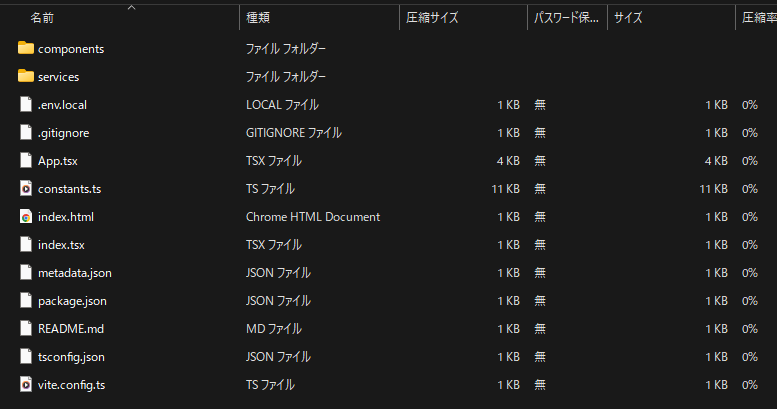 名前 種類 圧縮サイズ パスワード保... サイズ 圧縮率
components ファイル フォルダー
services ファイル フォルダー
.env.local LOCAL ファイル 1 KB 無 1 KB 0%
.gitignore GITIGNORE ファイル 1 KB 無 1 KB 0%
App.tsx TSX ファイル 4 KB 無 4 KB 0%
constants.ts TS ファイル 11 KB 無 11 KB 0%
index.html Chrome HTML Document 1 KB 無 1 KB 0%
index.tsx TSX ファイル 1 KB 無 1 KB 0%
metadata.json JSON ファイル 1 KB 無 1 KB 0%
package.json JSON ファイル 1 KB 無 1 KB 0%
README.md MD ファイル 1 KB 無 1 KB 0%
tsconfig.json JSON ファイル 1 KB 無 1 KB 0%
vite.config.ts TS ファイル 1 KB 無 1 KB 0%